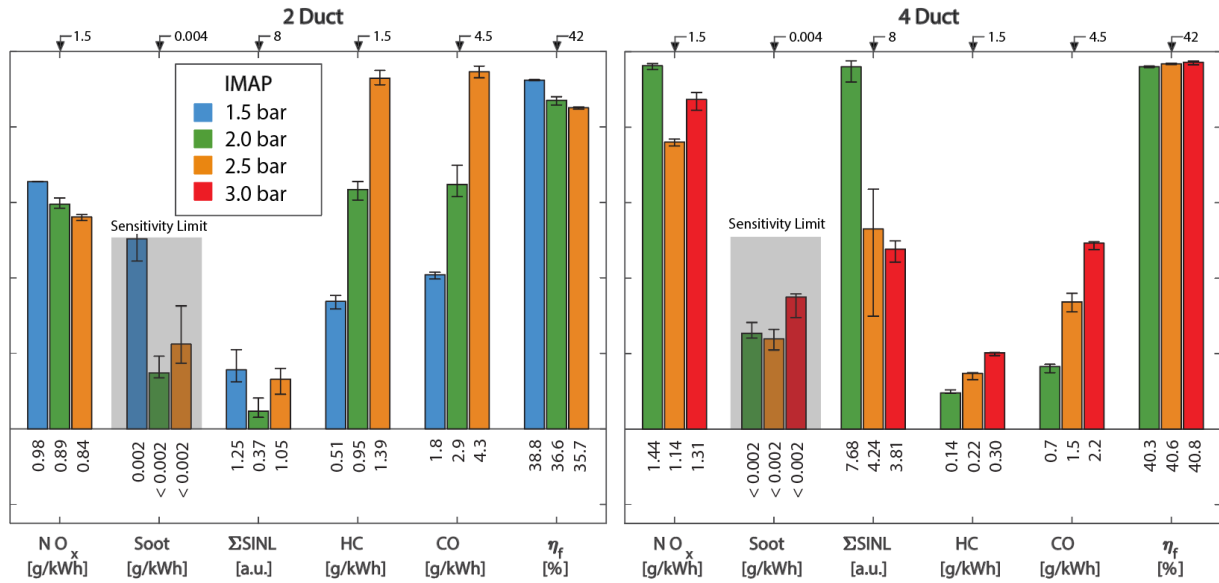 2 Duct
1.5 0.004 8 1.5 4.5 42
IMAP
1.5 bar
2.0 bar
2.5 bar
3.0 bar
Sensitivity Limit
0.98 0.89 0.84 0.002 < 0.002 < 0.002 1.25 0.37 1.05 0.51 0.95 1.39 1.8 2.9 4.3 38.8 36.6 35.7
N Ox Soot ΣSINL HC CO ηf
[g/kWh] [g/kWh] [a.u.] [g/kWh] [g/kWh] [%]
4 Duct
1.5 0.004 8 1.5 4.5 42
Sensitivity Limit
1.44 1.14 1.31 < 0.002 < 0.002 < 0.002 7.68 4.24 3.81 0.14 0.22 0.30 0.7 1.5 2.2 40.3 40.6 40.8
N Ox Soot ΣSINL HC CO ηf
[g/kWh] [g/kWh] [a.u.] [g/kWh] [g/kWh] [%]